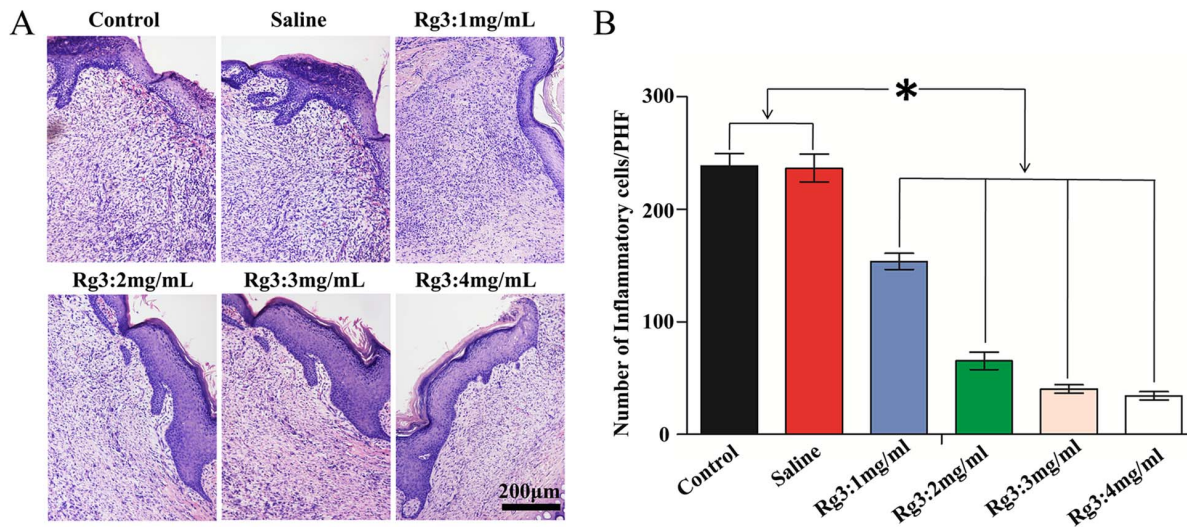 A
Control
Saline
Rg3:1mg/mL
Rg3:2mg/mL
Rg3:3mg/mL
Rg3:4mg/mL
200μm
B
*
Number of Inflammatory cells/PHF
300
200
100
0
Control
Saline
Rg3:1mg/ml
Rg3:2mg/ml
Rg3:3mg/ml
Rg3:4mg/ml